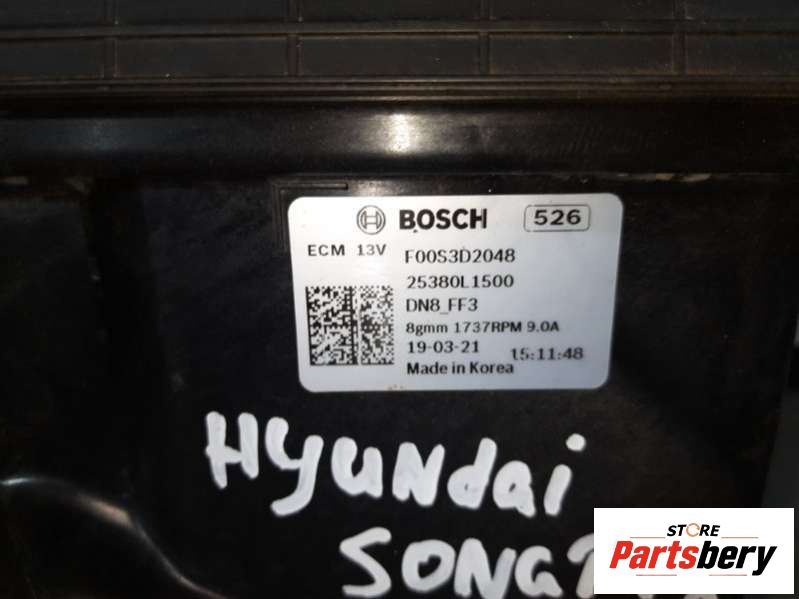 BOSCH 526
ECM 13V F00S3D2048
25380L1500
DN8_FF3
8gmm 1737RPM 9.0A
19-03-21 15:11:48
Made in Korea
HYUNdai
STORE
Partsbery